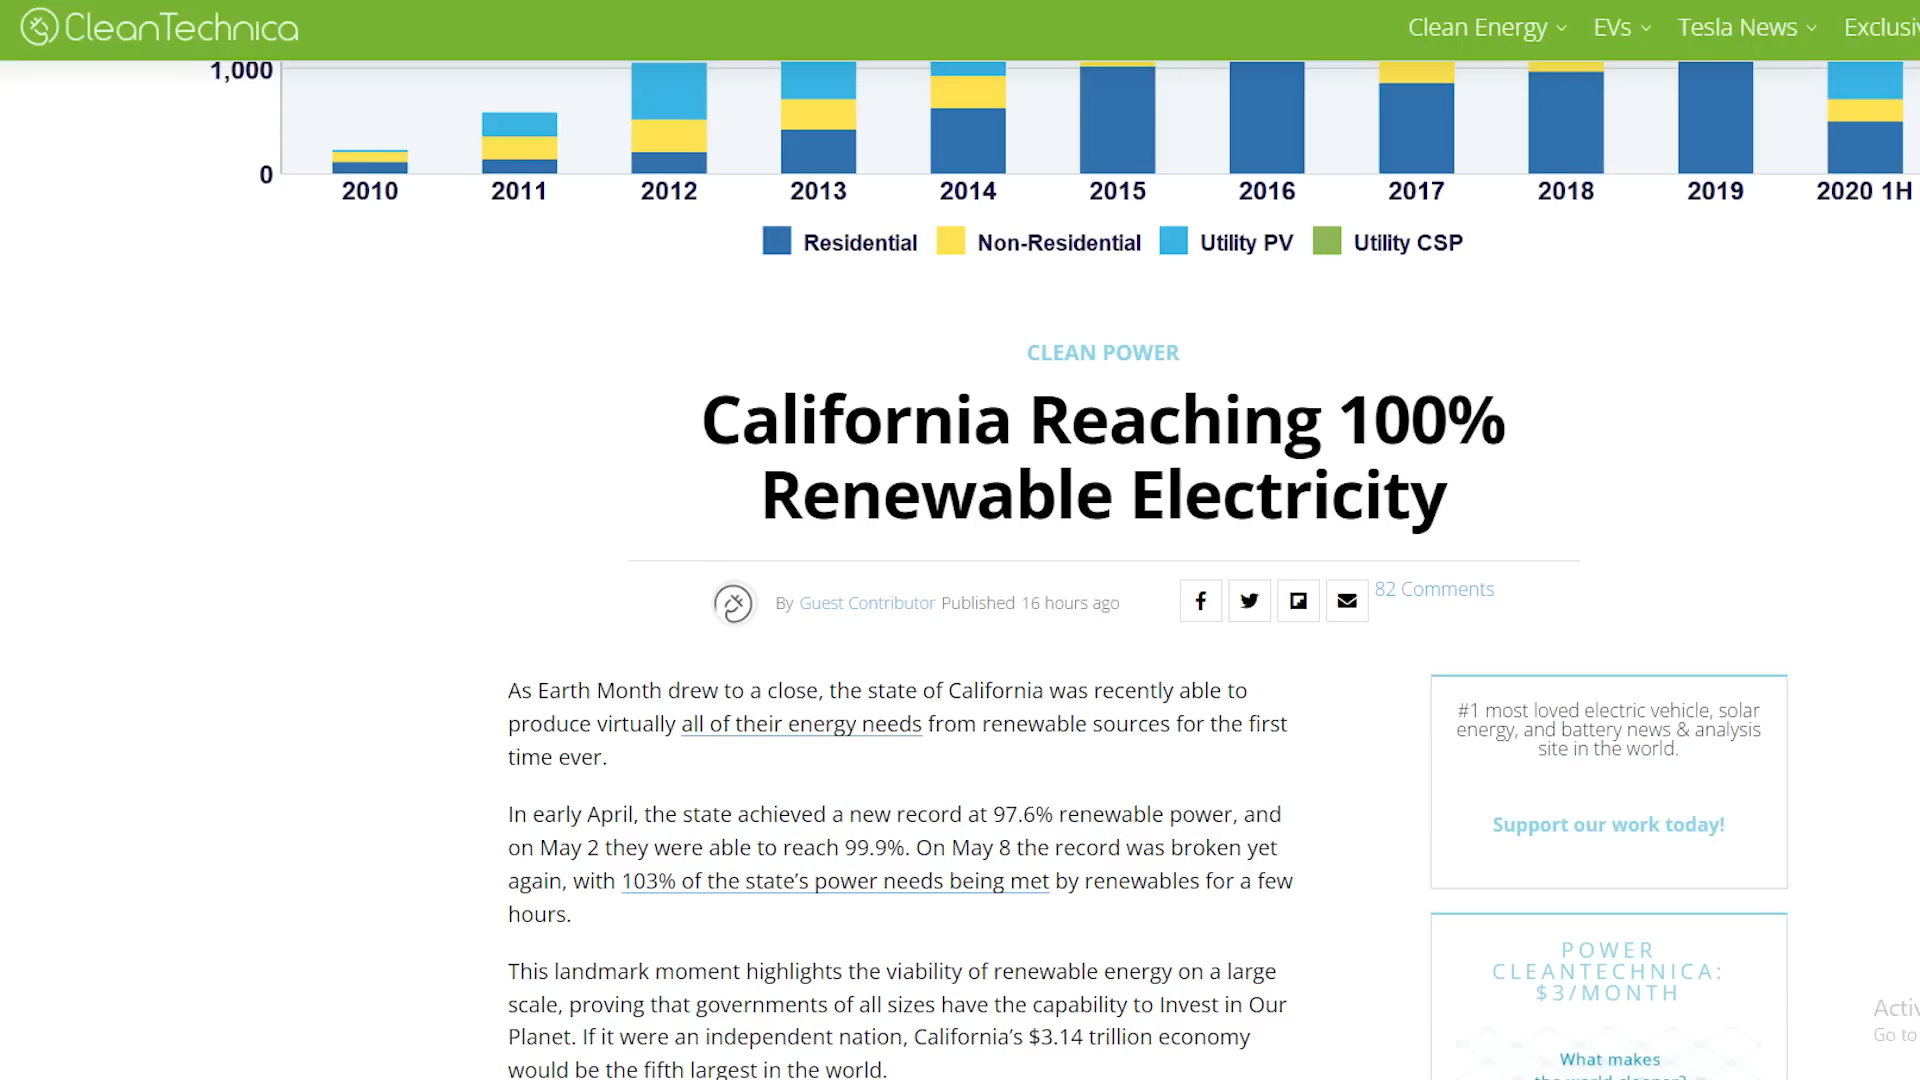 CleanTechnica
Clean Energy EVs Tesla News Exclusiv
1,000
0
2010 2011 2012 2013 2014 2015 2016 2017 2018 2019 2020 1H
Residential Non-Residential Utility PV Utility CSP
CLEAN POWER
California Reaching 100%
Renewable Electricity
By Guest Contributor Published 16 hours ago
82 Comments
As Earth Month drew to a close, the state of California was recently able to
produce virtually all of their energy needs from renewable sources for the first
time ever.
In early April, the state achieved a new record at 97.6% renewable power, and
on May 2 they were able to reach 99.9%. On May 8 the record was broken yet
again, with 103% of the state’s power needs being met by renewables for a few
hours.
This landmark moment highlights the viability of renewable energy on a large
scale, proving that governments of all sizes have the capability to Invest in Our
Planet. If it were an independent nation, California’s $3.14 trillion economy
would be the fifth largest in the world.
#1 most loved electric vehicle, solar
energy, and battery news & analysis
site in the world.
Support our work today!
POWER
CLEANTECHNICA:
$3/MONTH
What makes
Activ
Go to